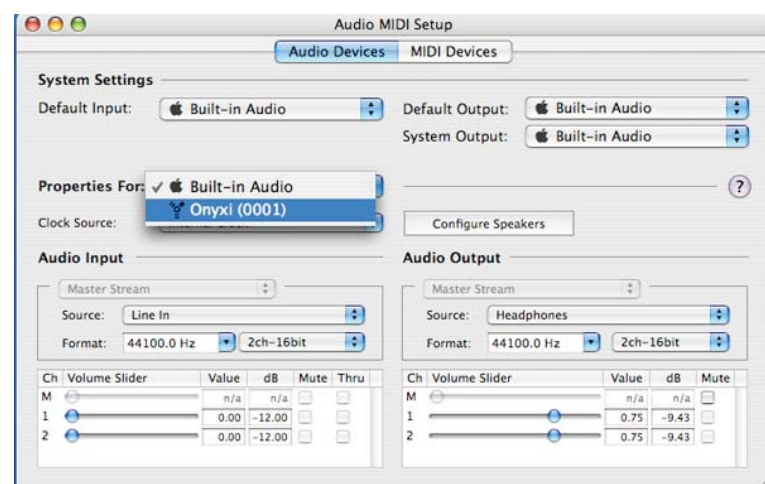 Audio MIDI Setup
Audio Devices MIDI Devices
System Settings
Default Input: Built-in Audio Default Output: Built-in Audio
System Output: Built-in Audio
Properties For: ✓ Built-in Audio ?
Onyxi (0001)
Clock Source: Configure Speakers
Audio Input Audio Output
Master Stream Master Stream
Source: Line In Source: Headphones
Format: 44100.0 Hz 2ch-16bit Format: 44100.0 Hz 2ch-16bit
Ch Volume Slider Value dB Mute Thru Ch Volume Slider Value dB Mute
M n/a n/a M n/a n/a
1 0.00 -12.00 1 0.75 -9.43
2 0.00 -12.00 2 0.75 -9.43